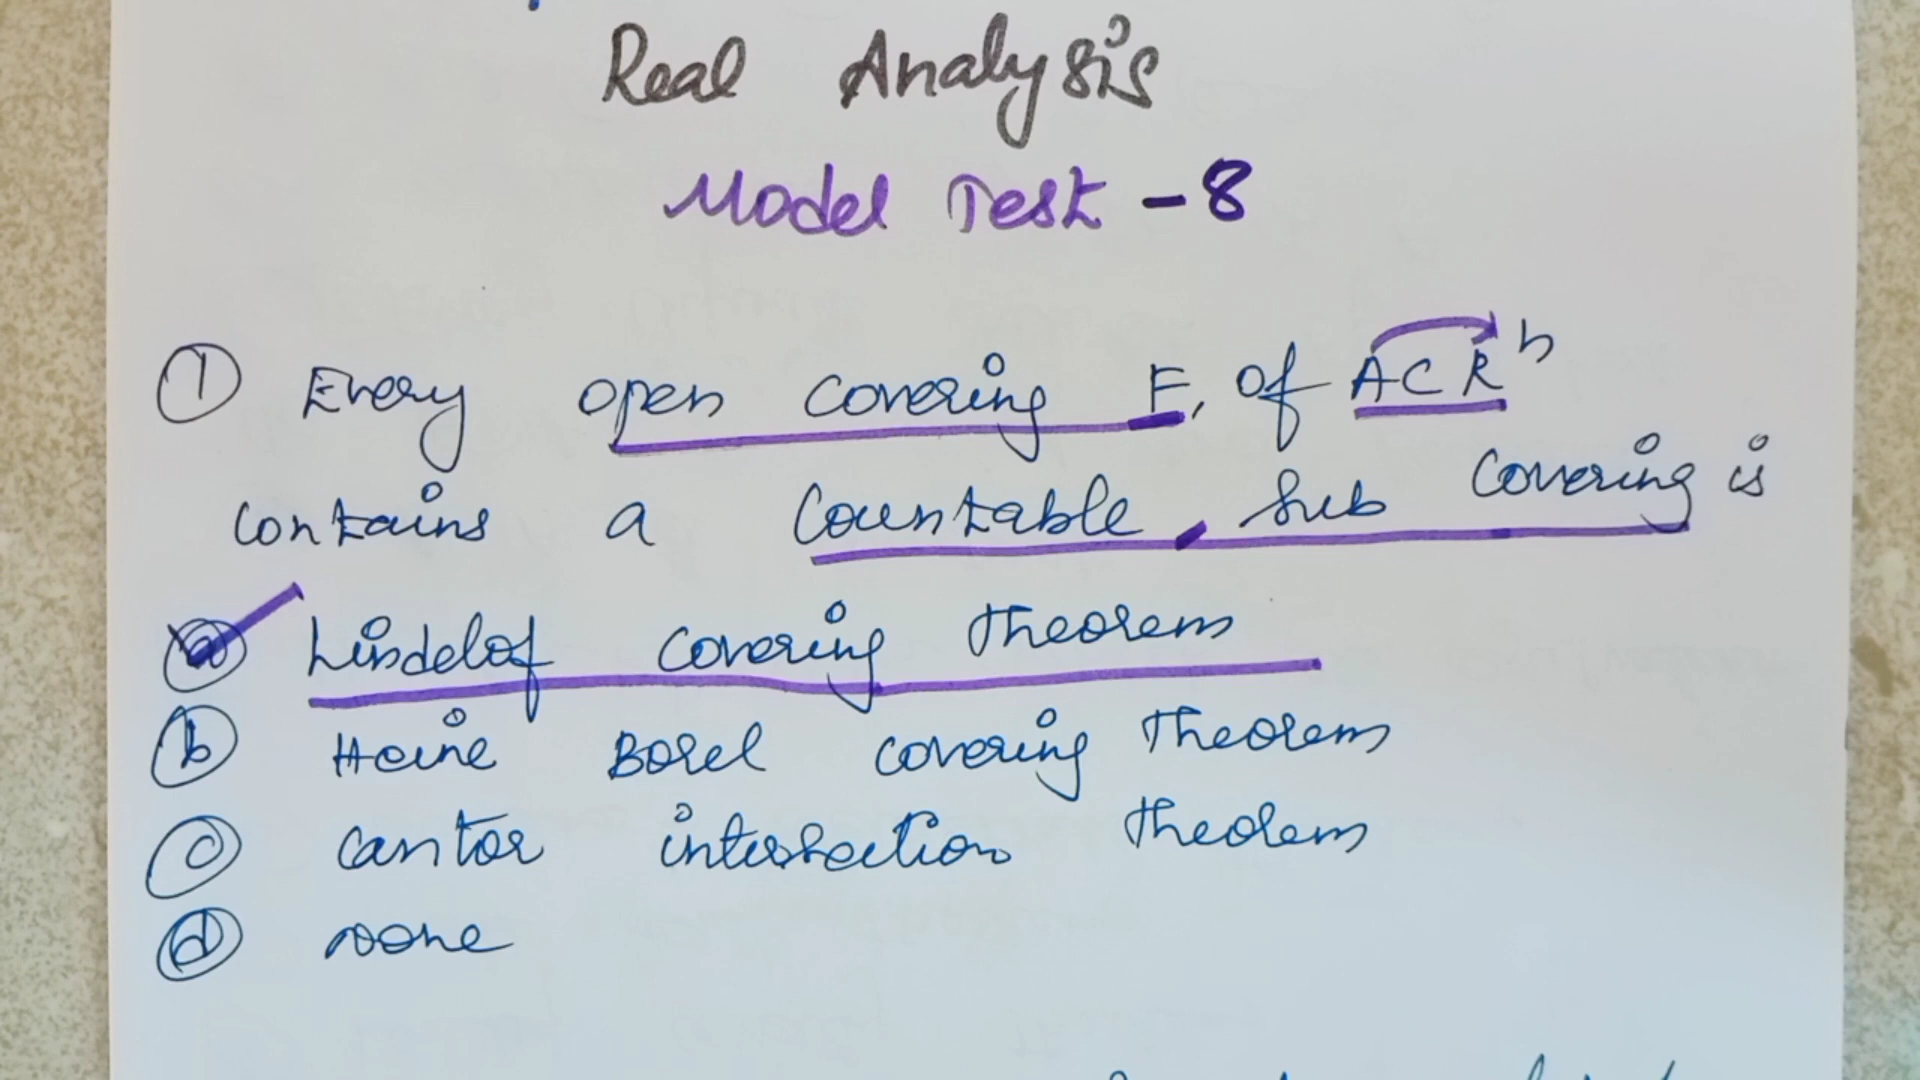 Real Analysis
Model Test - 8
① Every open covering F, of A ⊂ Rⁿ
contains a Countable sub covering is
ⓐ Lindelof covering theorem
ⓑ Heine Borel covering theorem
ⓒ cantor intersection theorem
ⓓ none